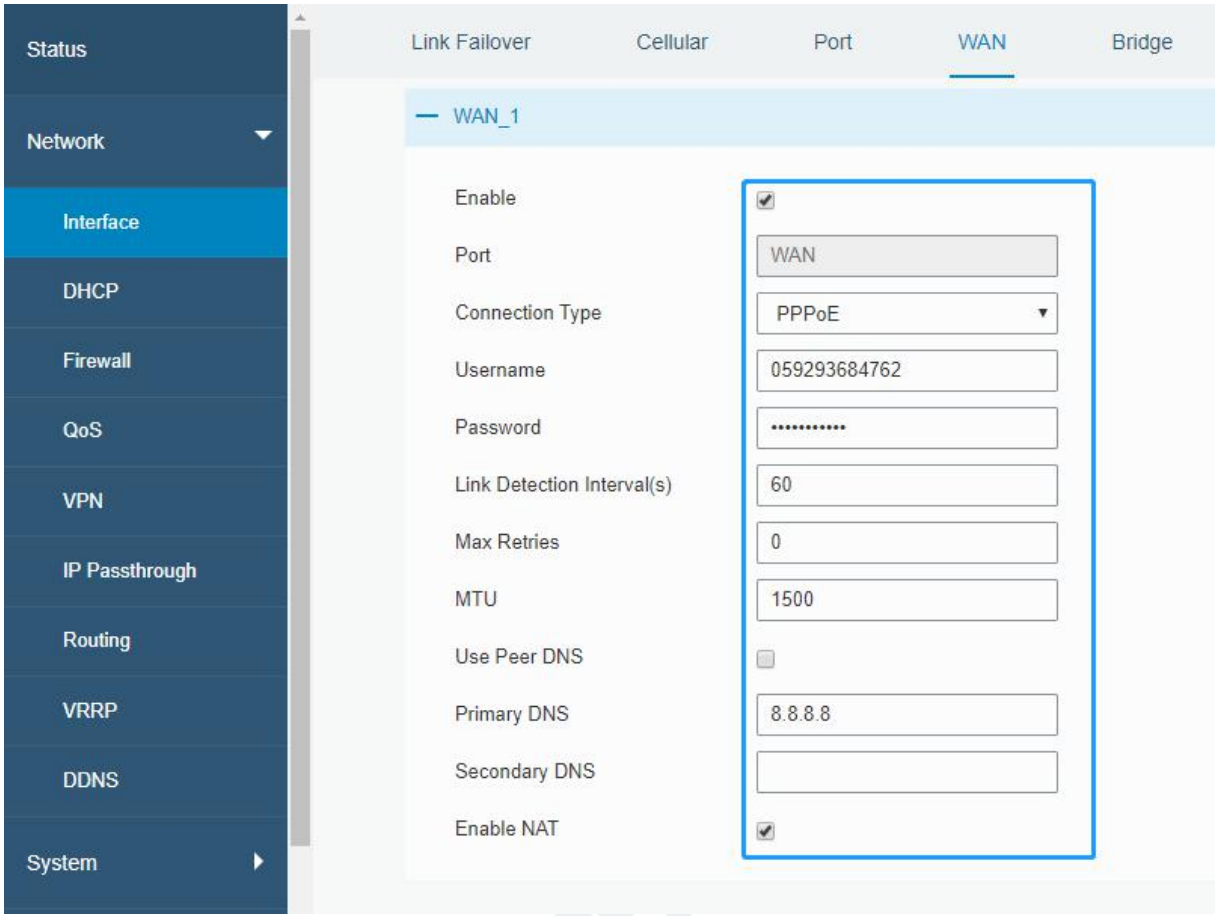 Status
Network
Interface
DHCP
Firewall
QoS
VPN
IP Passthrough
Routing
VRRP
DDNS
System
Link Failover Cellular Port WAN Bridge
WAN_1
Enable
Port WAN
Connection Type PPPoE
Username 059293684762
Password •••••••••••
Link Detection Interval(s) 60
Max Retries 0
MTU 1500
Use Peer DNS
Primary DNS 8.8.8.8
Secondary DNS
Enable NAT